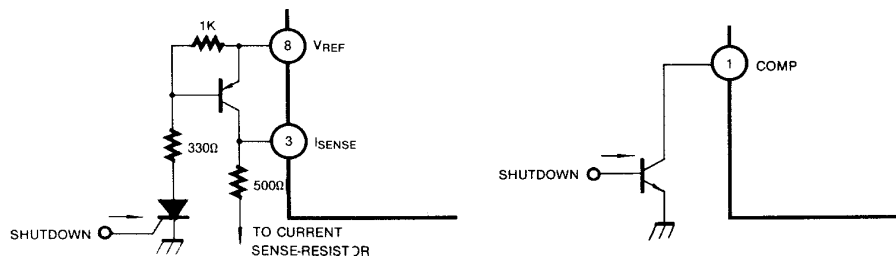 1K
8 VREF
330Ω
3 ISENSE
500Ω
SHUTDOWN
TO CURRENT
SENSE-RESISTOR
1 COMP
SHUTDOWN